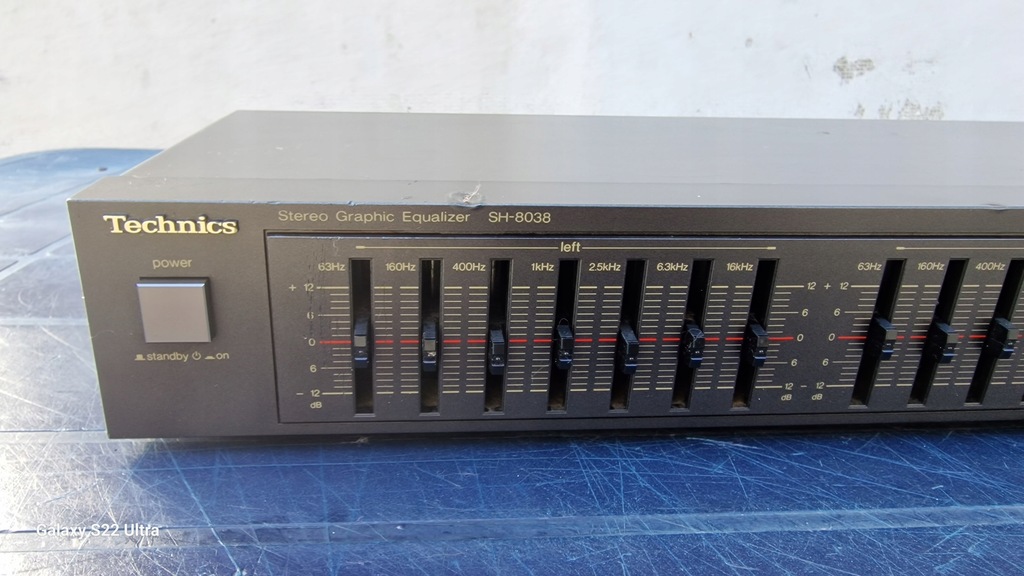 Technics
Stereo Graphic Equalizer SH-8038
power
standby on
left
63Hz 160Hz 400Hz 1kHz 2.5kHz 6.3kHz 16kHz
63Hz 160Hz 400Hz
+ 12 12 + 12
6 6 6
0 0 0
6 6 6
- 12 12 - 12
dB dB dB
Galaxy S22 Ultra